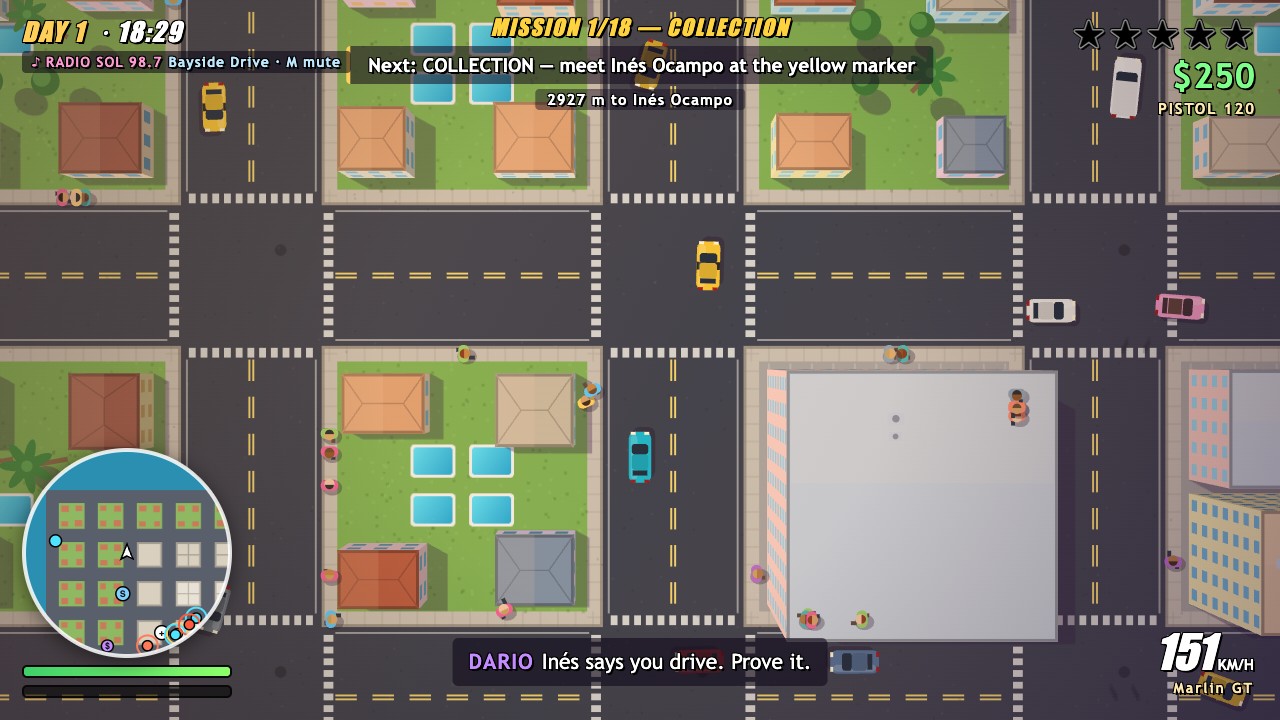 DAY 1 · 18:29
MISSION 1/18 — COLLECTION
♪ RADIO SOL 98.7 Bayside Drive · M mute
Next: COLLECTION — meet Inés Ocampo at the yellow marker
2927 m to Inés Ocampo
$250
PISTOL 120
S
$
DARIO Inés says you drive. Prove it.
151 KM/H
Marlin GT